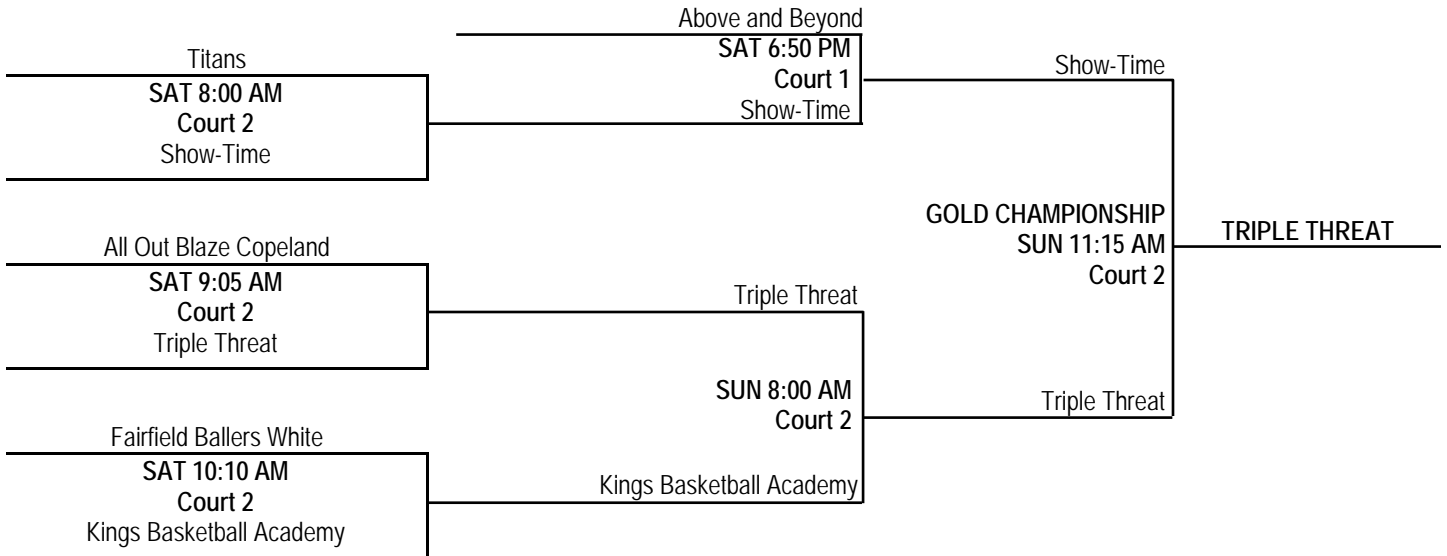 Above and Beyond
SAT 6:50 PM
Court 1
Show-Time
Titans
SAT 8:00 AM
Court 2
Show-Time
Show-Time
All Out Blaze Copeland
SAT 9:05 AM
Court 2
Triple Threat
Triple Threat
SUN 8:00 AM
Court 2
Kings Basketball Academy
Fairfield Ballers White
SAT 10:10 AM
Court 2
Kings Basketball Academy
GOLD CHAMPIONSHIP
SUN 11:15 AM
Court 2
Triple Threat
TRIPLE THREAT